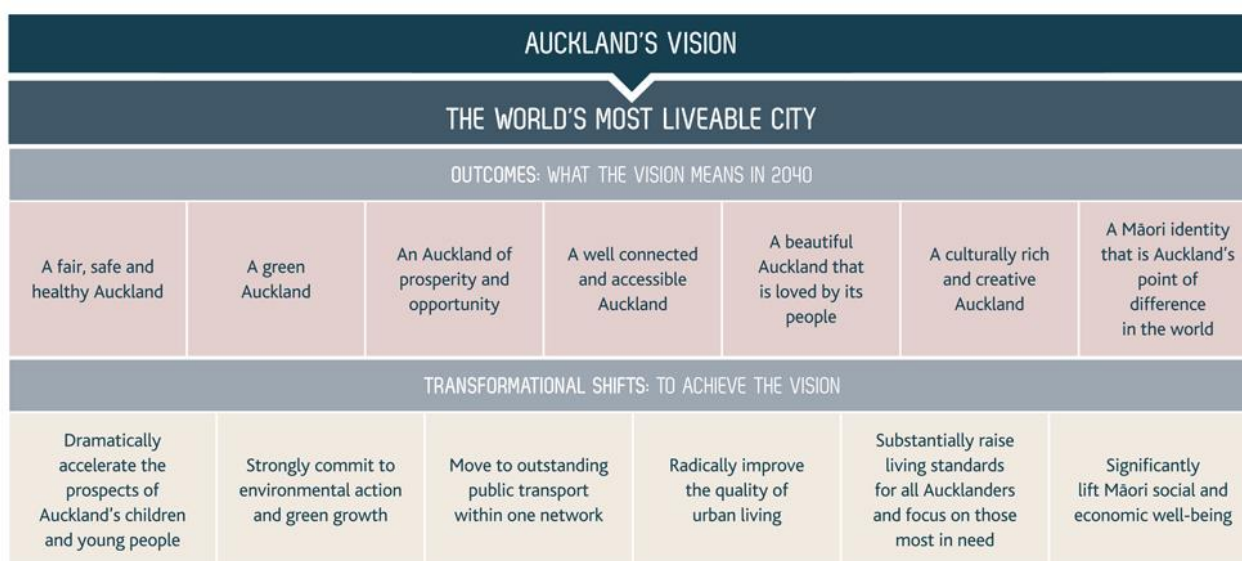 AUCKLAND'S VISION
THE WORLD'S MOST LIVEABLE CITY
OUTCOMES: WHAT THE VISION MEANS IN 2040
A fair, safe and
healthy Auckland
A green
Auckland
An Auckland of
prosperity and
opportunity
A well connected
and accessible
Auckland
A beautiful
Auckland that
is loved by its
people
A culturally rich
and creative
Auckland
A Māori identity
that is Auckland's
point of
difference
in the world
TRANSFORMATIONAL SHIFTS: TO ACHIEVE THE VISION
Dramatically
accelerate the
prospects of
Auckland's children
and young people
Strongly commit to
environmental action
and green growth
Move to outstanding
public transport
within one network
Radically improve
the quality of
urban living
Substantially raise
living standards
for all Aucklanders
and focus on those
most in need
Significantly
lift Māori social and
economic well-being